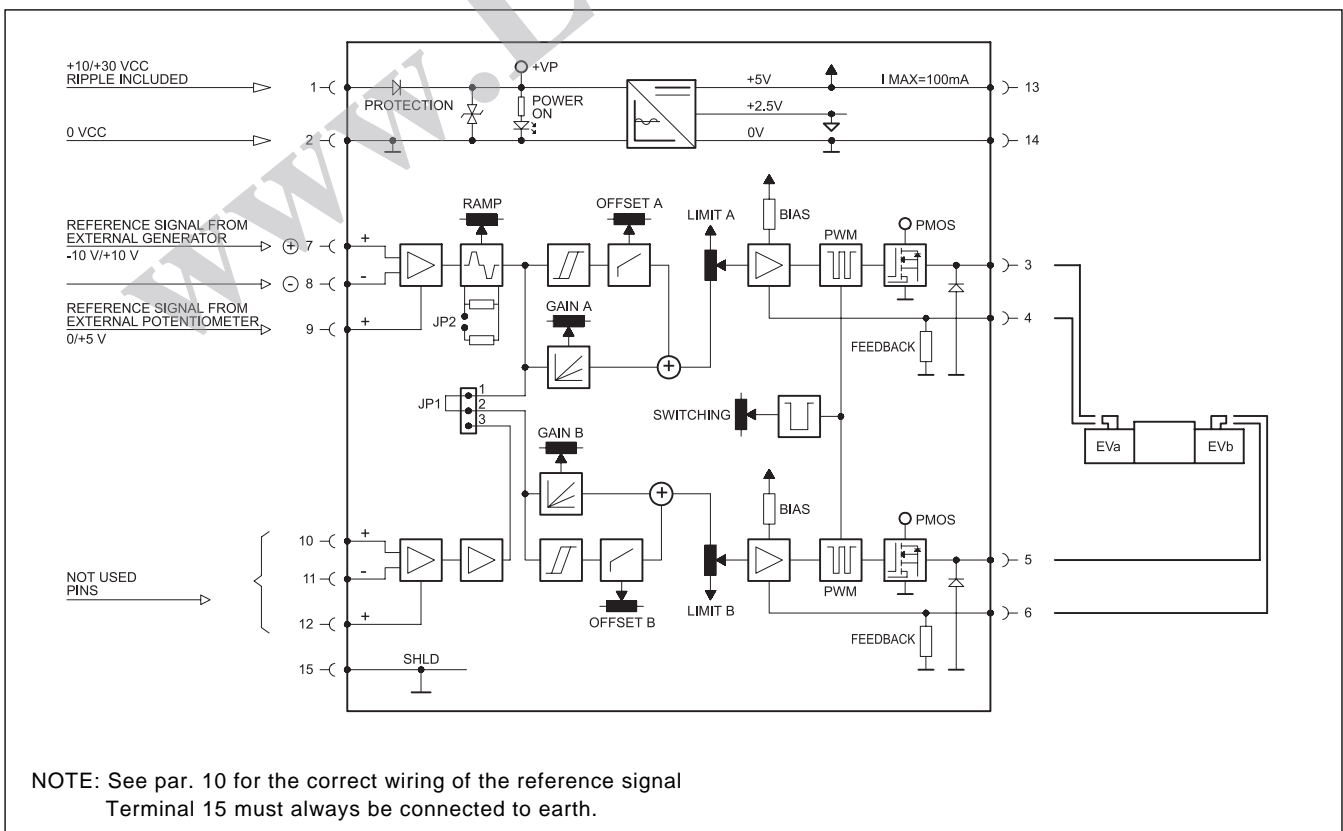 www.L
+10/+30 VCC
RIPPLE INCLUDED
0 VCC
1
2
PROTECTION
+VP
POWER
ON
+5V
+2.5V
0V
I MAX=100mA
13
14
REFERENCE SIGNAL FROM
EXTERNAL GENERATOR
-10 V/+10 V
REFERENCE SIGNAL FROM
EXTERNAL POTENTIOMETER
0/+5 V
+ 7 +
- 8 -
9 +
RAMP
JP2
OFFSET A
GAIN A
+
LIMIT A
BIAS
PWM
PMOS
3
4
FEEDBACK
JP1
1
2
3
SWITCHING
EVa
EVb
GAIN B
+
OFFSET B
LIMIT B
BIAS
PWM
PMOS
5
6
FEEDBACK
NOT USED
PINS
10 +
11 -
12 +
15
SHLD
NOTE: See par. 10 for the correct wiring of the reference signal
Terminal 15 must always be connected to earth.